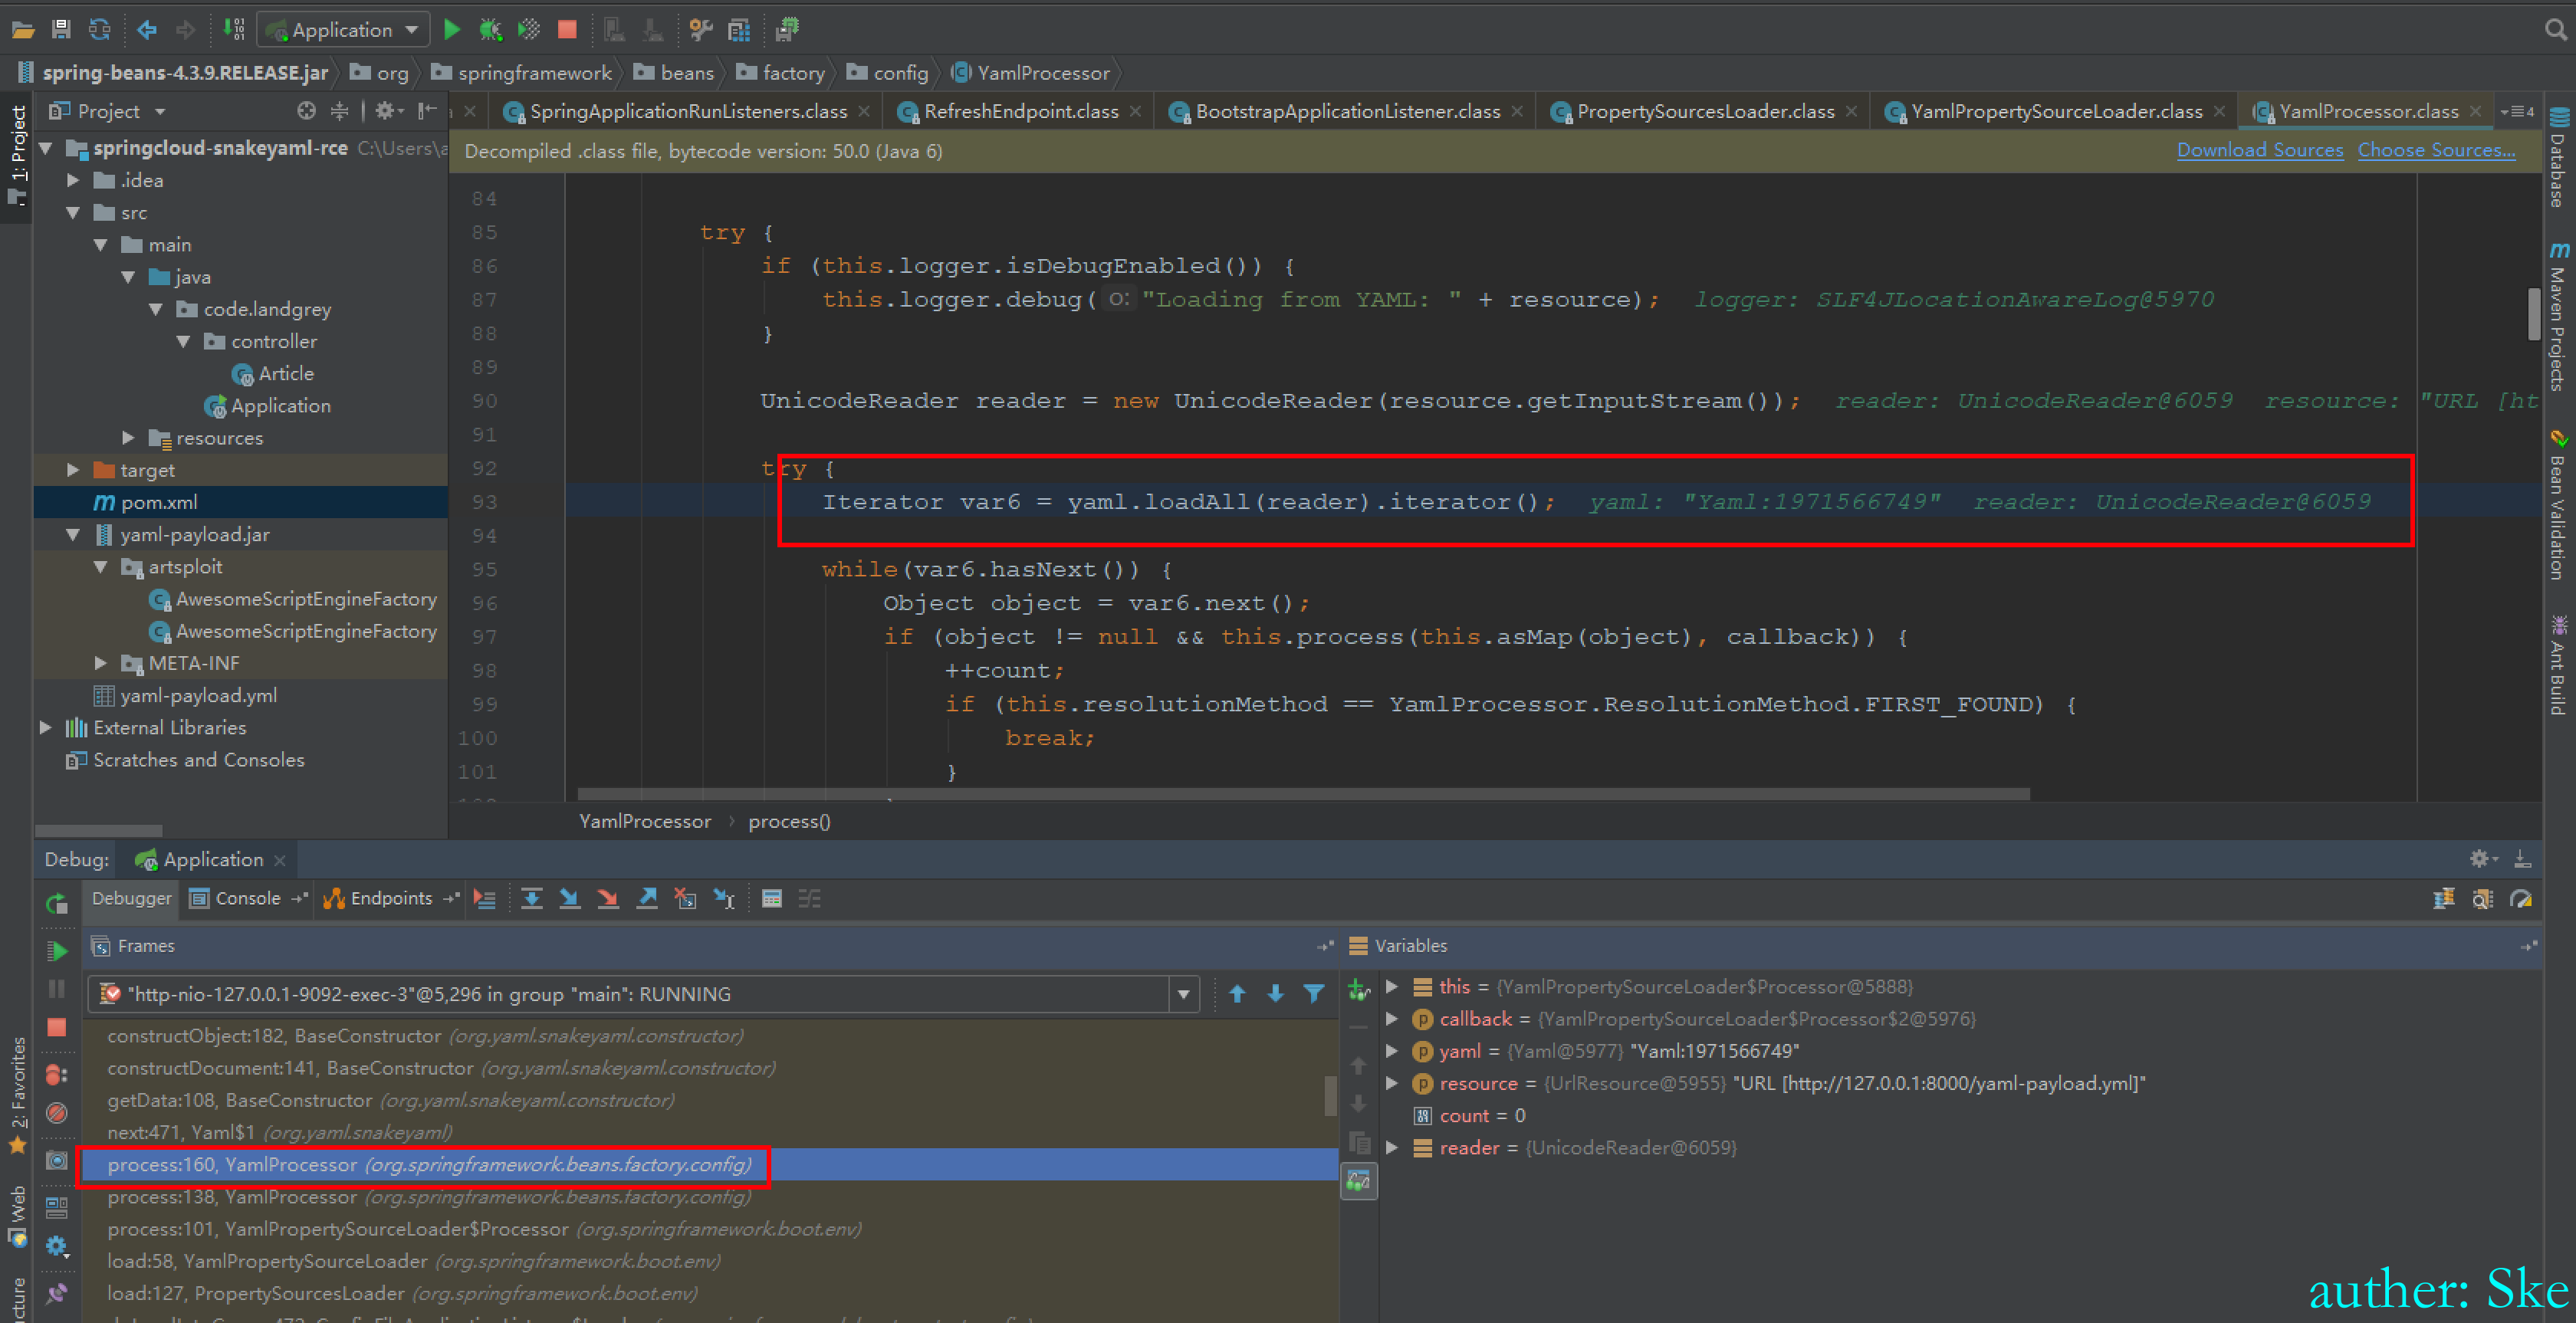 Application
spring-beans-4.3.9.RELEASE.jar org springframework beans factory config YamlProcessor
1: Project
Project
SpringApplicationRunListeners.class RefreshEndpoint.class BootstrapApplicationListener.class PropertySourcesLoader.class YamlPropertySourceLoader.class YamlProcessor.class 4
springcloud-snakeyaml-rce C:\Users\a
.idea
src
main
java
code.landgrey
controller
Article
Application
resources
target
pom.xml
yaml-payload.jar
artsploit
AwesomeScriptEngineFactory
AwesomeScriptEngineFactory
META-INF
yaml-payload.yml
External Libraries
Scratches and Consoles
Decompiled .class file, bytecode version: 50.0 (Java 6) Download Sources Choose Sources...
84
85 try {
86 if (this.logger.isDebugEnabled()) {
87 this.logger.debug( o: "Loading from YAML: " + resource); logger: SLF4JLocationAwareLog@5970
88 }
89
90 UnicodeReader reader = new UnicodeReader(resource.getInputStream()); reader: UnicodeReader@6059 resource: "URL [ht
91
92 try {
93 Iterator var6 = yaml.loadAll(reader).iterator(); yaml: "Yaml:1971566749" reader: UnicodeReader@6059
94
95 while(var6.hasNext()) {
96 Object object = var6.next();
97 if (object != null && this.process(this.asMap(object), callback)) {
98 ++count;
99 if (this.resolutionMethod == YamlProcessor.ResolutionMethod.FIRST_FOUND) {
100 break;
101 }
YamlProcessor process()
Database
Maven Projects
Bean Validation
Ant Build
Debug: Application
Debugger Console Endpoints
Frames
"http-nio-127.0.0.1-9092-exec-3"@5,296 in group "main": RUNNING
constructObject:182, BaseConstructor (org.yaml.snakeyaml.constructor)
constructDocument:141, BaseConstructor (org.yaml.snakeyaml.constructor)
getData:108, BaseConstructor (org.yaml.snakeyaml.constructor)
next:471, Yaml$1 (org.yaml.snakeyaml)
process:160, YamlProcessor (org.springframework.beans.factory.config)
process:138, YamlProcessor (org.springframework.beans.factory.config)
process:101, YamlPropertySourceLoader$Processor (org.springframework.boot.env)
load:58, YamlPropertySourceLoader (org.springframework.boot.env)
load:127, PropertySourcesLoader (org.springframework.boot.env)
Variables
this = {YamlPropertySourceLoader$Processor@5888}
callback = {YamlPropertySourceLoader$Processor$2@5976}
yaml = {Yaml@5977} "Yaml:1971566749"
resource = {UrlResource@5955} "URL [http://127.0.0.1:8000/yaml-payload.yml]"
count = 0
reader = {UnicodeReader@6059}
2: Favorites
Web
cture
auther: Ske